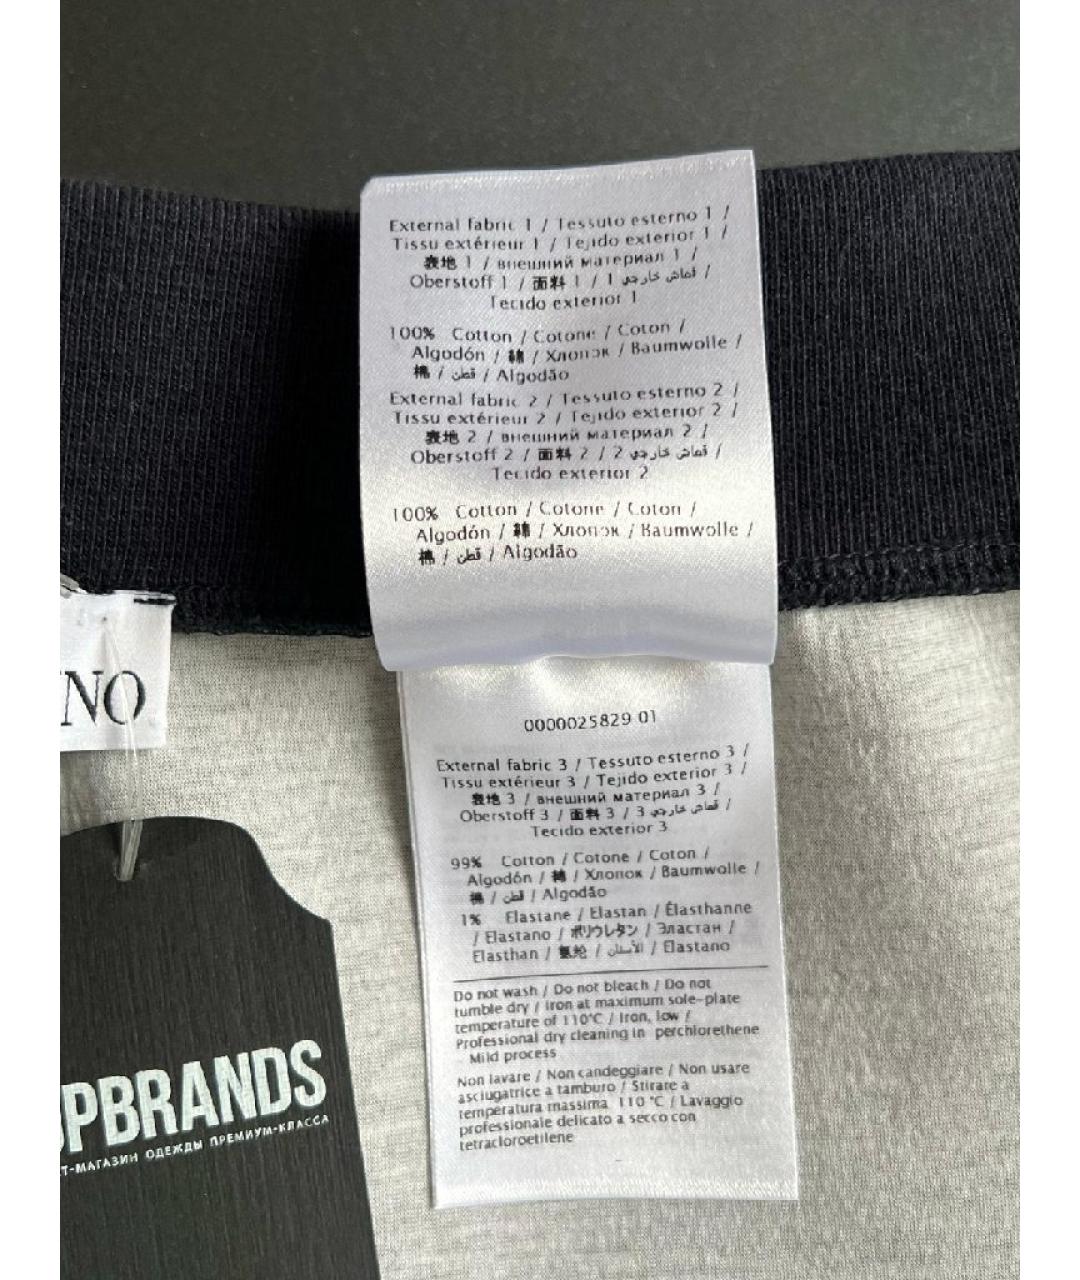 External fabric 1 / Tessuto esterno 1 /
Tissu extérieur 1 / Tejido exterior 1 /
表地 1 / внешний материал 1 /
Oberstoff 1 / 面料 1 / 1 قماش خارجي /
Tecido exterior 1
100% Cotton / Cotone / Coton /
Algodón / 綿 / Хлопок / Baumwolle /
棉 / قطن / Algodão
External fabric 2 / Tessuto esterno 2 /
Tissu extérieur 2 / Tejido exterior 2 /
表地 2 / внешний материал 2 /
Oberstoff 2 / 面料 2 / 2 قماش خارجي /
Tecido exterior 2
100% Cotton / Cotone / Coton /
Algodón / 綿 / Хлопок / Baumwolle /
棉 / قطن / Algodão
NO
0000025829 01
External fabric 3 / Tessuto esterno 3 /
Tissu extérieur 3 / Tejido exterior 3 /
表地 3 / внешний материал 3 /
Oberstoff 3 / 面料 3 / 3 قماش خارجي /
Tecido exterior 3
99% Cotton / Cotone / Coton /
Algodón / 綿 / Хлопок / Baumwolle /
棉 / قطن / Algodão
1% Elastane / Elastan / Élasthanne
/ Elastano / ポリウレタン / Эластан /
Elasthan / 氨纶 / الأستان / Elastano
Do not wash / Do not bleach / Do not
tumble dry / Iron at maximum sole-plate
temperature of 110°C / Iron, low /
Professional dry cleaning in perchlorethene
Mild process
Non lavare / Non candeggiare / Non usare
asciugatrice a tamburo / Stirare a
temperatura massima 110 °C / Lavaggio
professionale delicato a secco con
tetracloroetilene
OPBRANDS
Т-МАГАЗИН ОДЕЖДЫ ПРЕМИУМ-КЛАССА